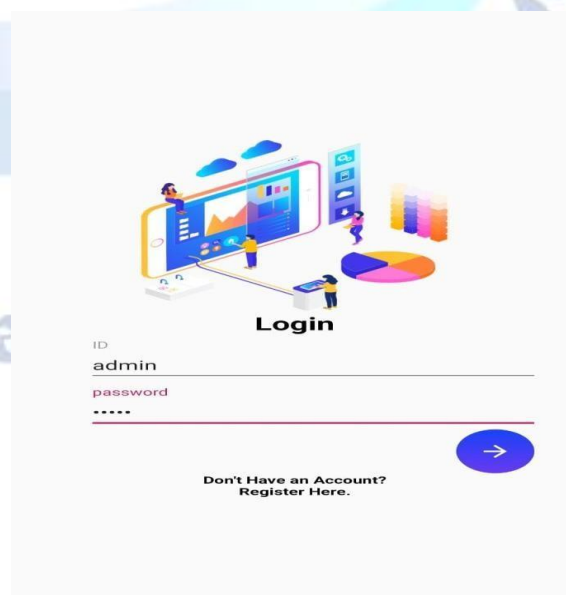 Login
ID
admin
password
•••••
Don't Have an Account?
Register Here.